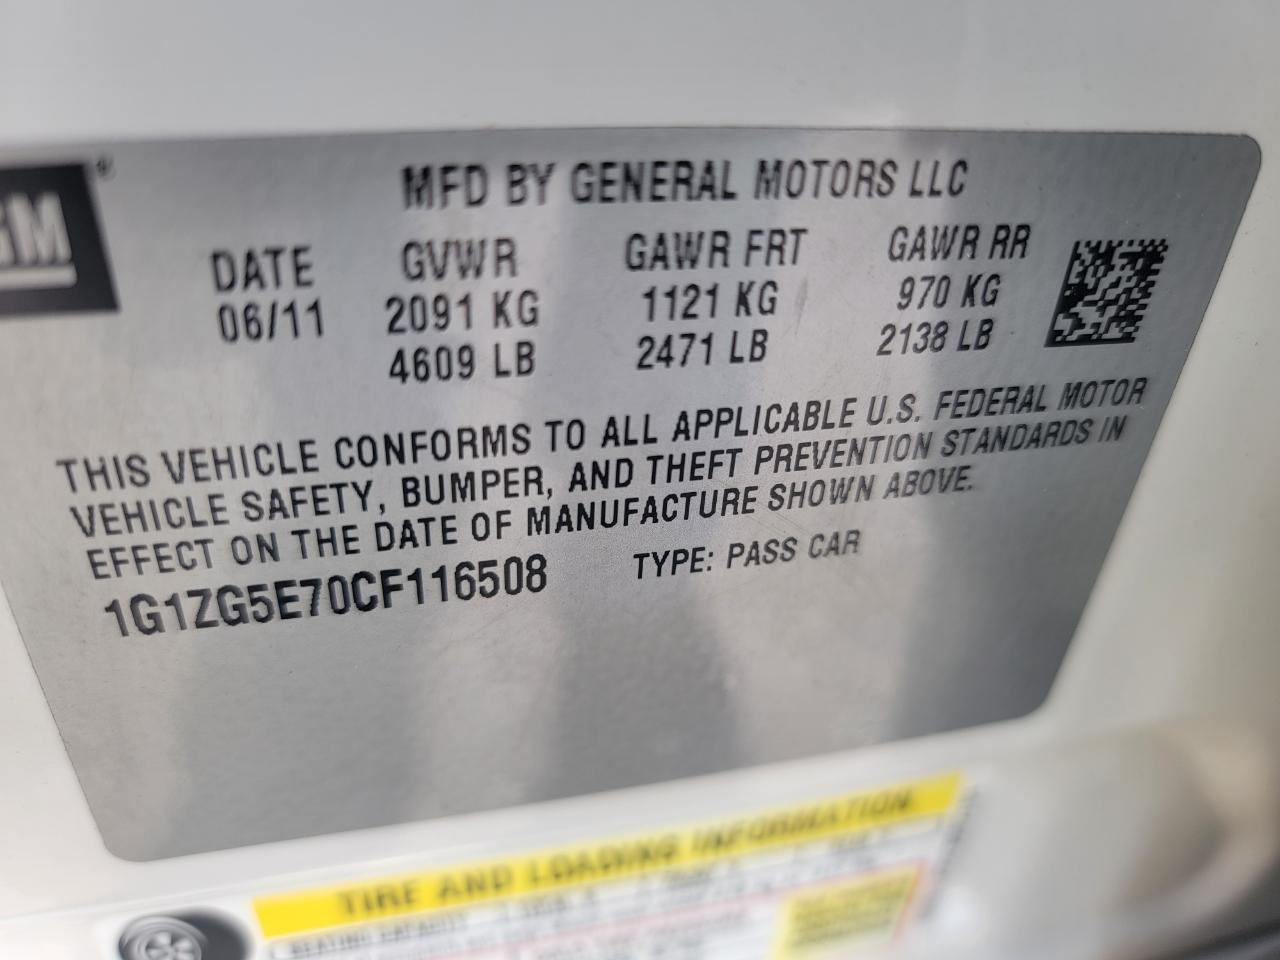 GM ®
MFD BY GENERAL MOTORS LLC
DATE GVWR GAWR FRT GAWR RR
06/11 2091 KG 1121 KG 970 KG
4609 LB 2471 LB 2138 LB
THIS VEHICLE CONFORMS TO ALL APPLICABLE U.S. FEDERAL MOTOR
VEHICLE SAFETY, BUMPER, AND THEFT PREVENTION STANDARDS IN
EFFECT ON THE DATE OF MANUFACTURE SHOWN ABOVE.
1G1ZG5E70CF116508 TYPE: PASS CAR
TIRE AND LOADING INFORMATION
SEATING CAPACITY